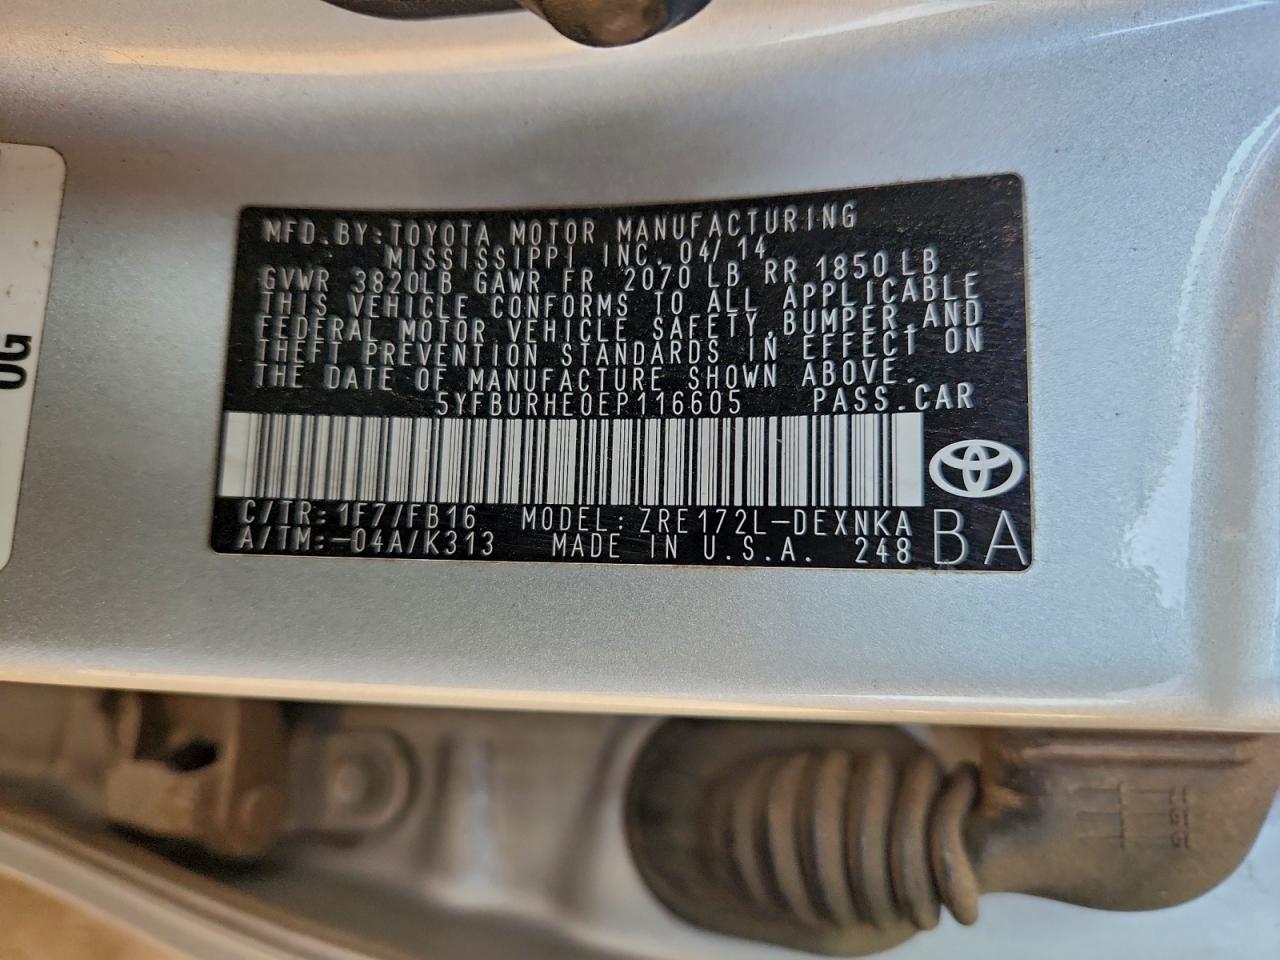 MFD.BY:TOYOTA MOTOR MANUFACTURING
MISSISSIPPI INC. 04/14
GVWR 3820LB GAWR FR 2070 LB RR 1850LB
THIS VEHICLE CONFORMS TO ALL APPLICABLE
FEDERAL MOTOR VEHICLE SAFETY,BUMPER,AND
THEFT PREVENTION STANDARDS IN EFFECT ON
THE DATE OF MANUFACTURE SHOWN ABOVE.
5YFBURHE0EP116605 PASS.CAR
C/TR:1F7/FB16 MODEL:ZRE172L-DEXNKA
A/TM:-04A/K313 MADE IN U.S.A. 248 BA